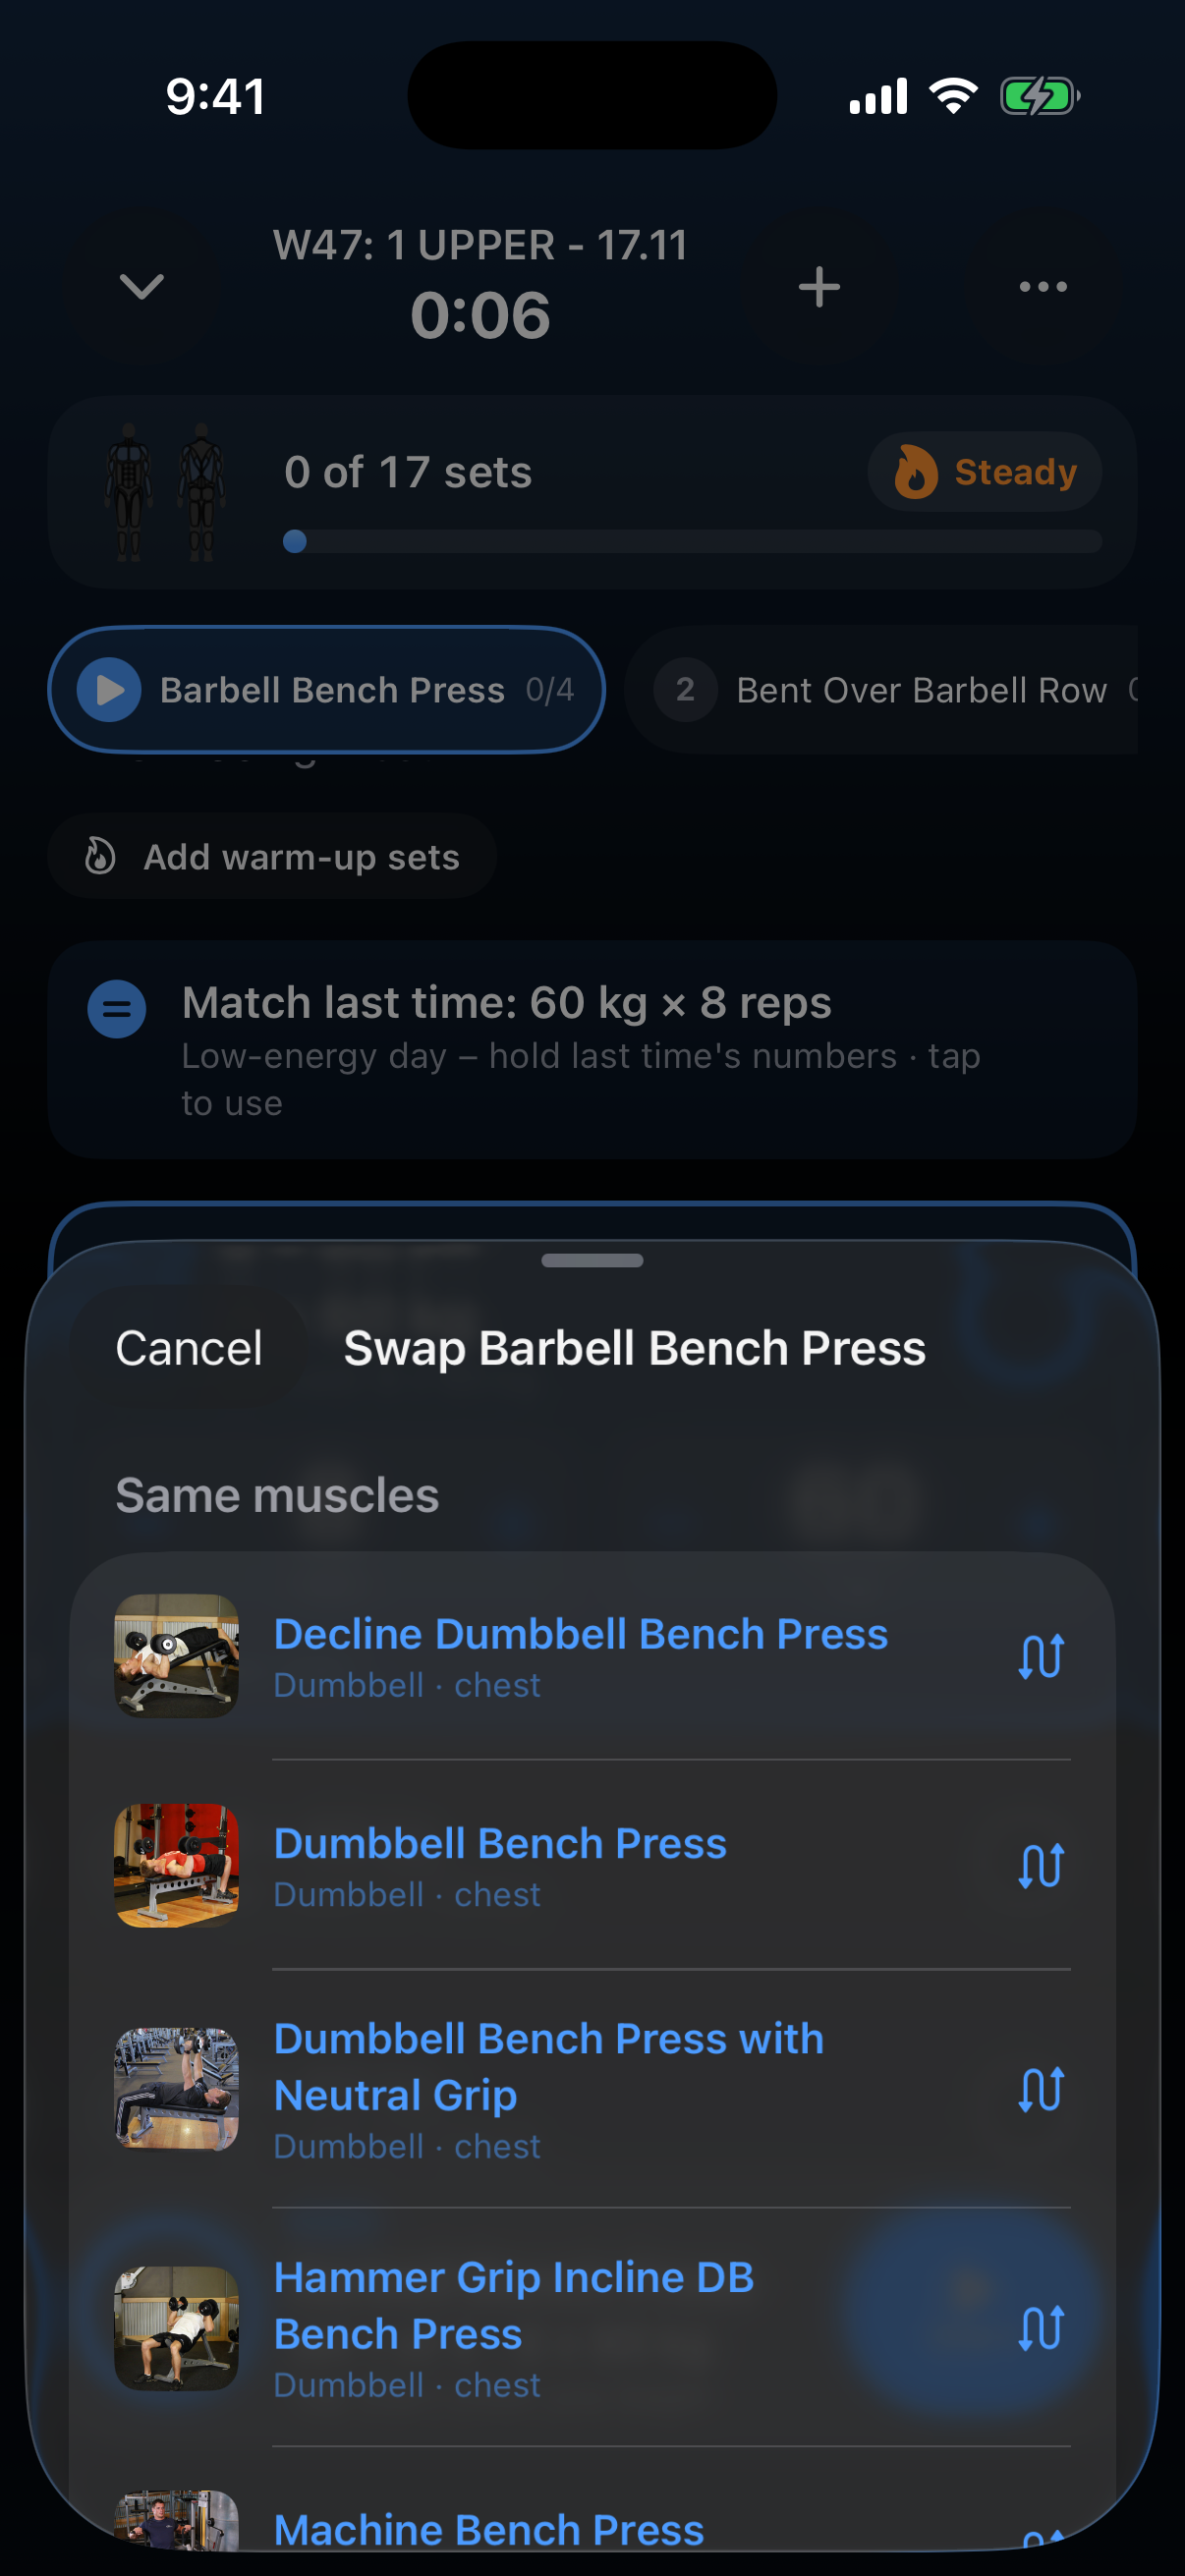 9:41
W47: 1 UPPER - 17.11
0:06
0 of 17 sets
Steady
Barbell Bench Press 0/4
2 Bent Over Barbell Row
Add warm-up sets
Match last time: 60 kg × 8 reps
Low-energy day – hold last time's numbers · tap
to use
Cancel
Swap Barbell Bench Press
Same muscles
Decline Dumbbell Bench Press
Dumbbell · chest
Dumbbell Bench Press
Dumbbell · chest
Dumbbell Bench Press with
Neutral Grip
Dumbbell · chest
Hammer Grip Incline DB
Bench Press
Dumbbell · chest
Machine Bench Press